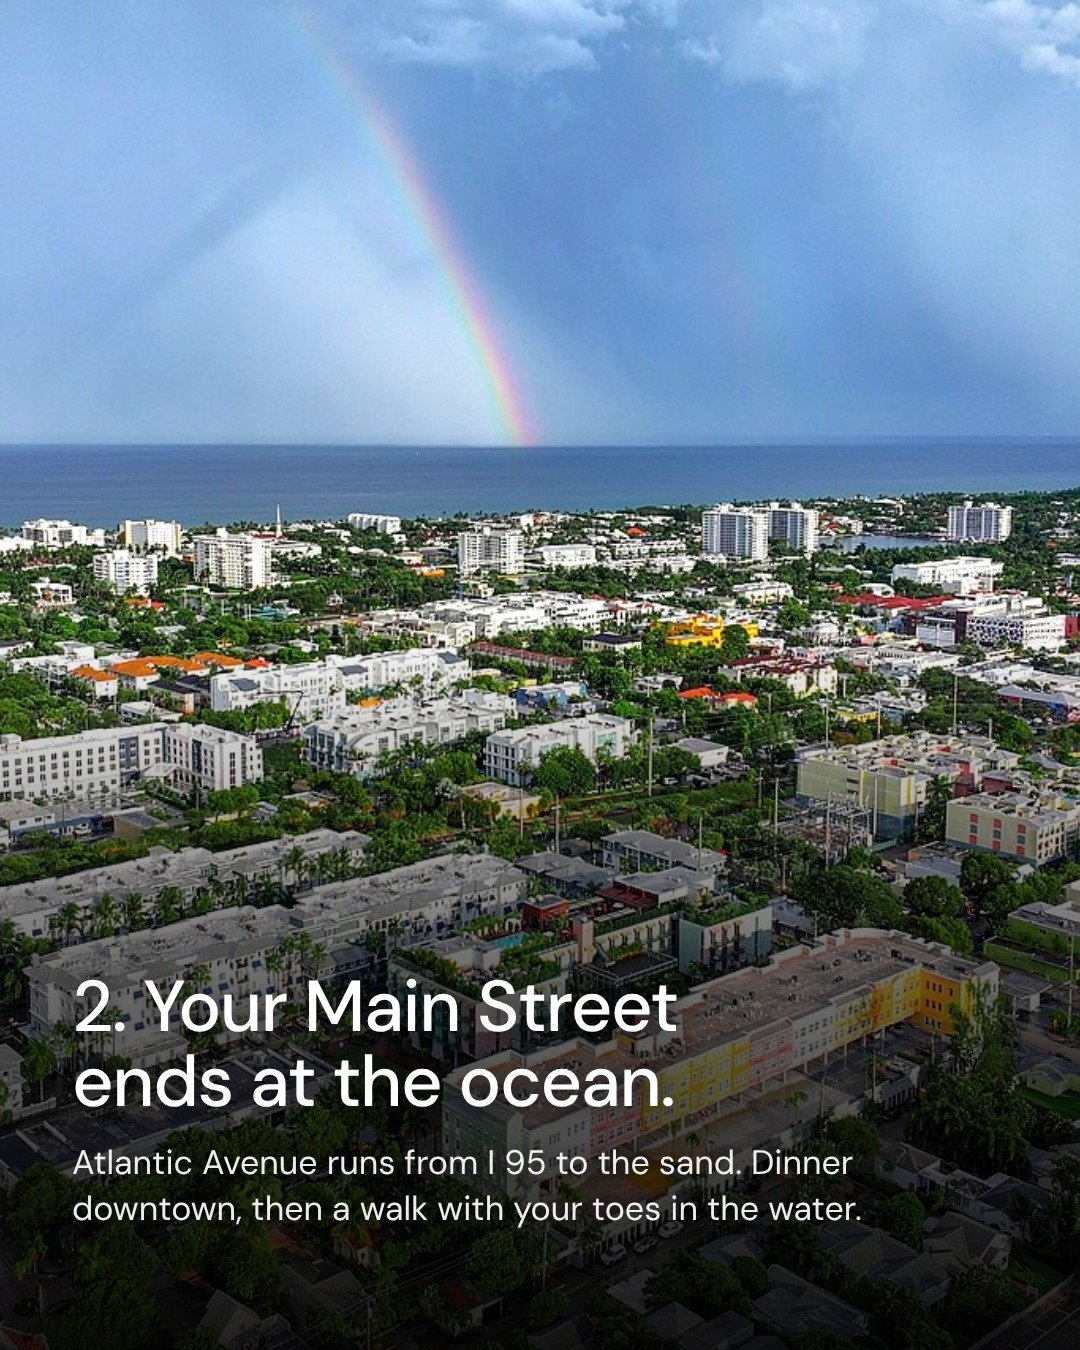 2. Your Main Street
ends at the ocean.
Atlantic Avenue runs from I 95 to the sand. Dinner
downtown, then a walk with your toes in the water.